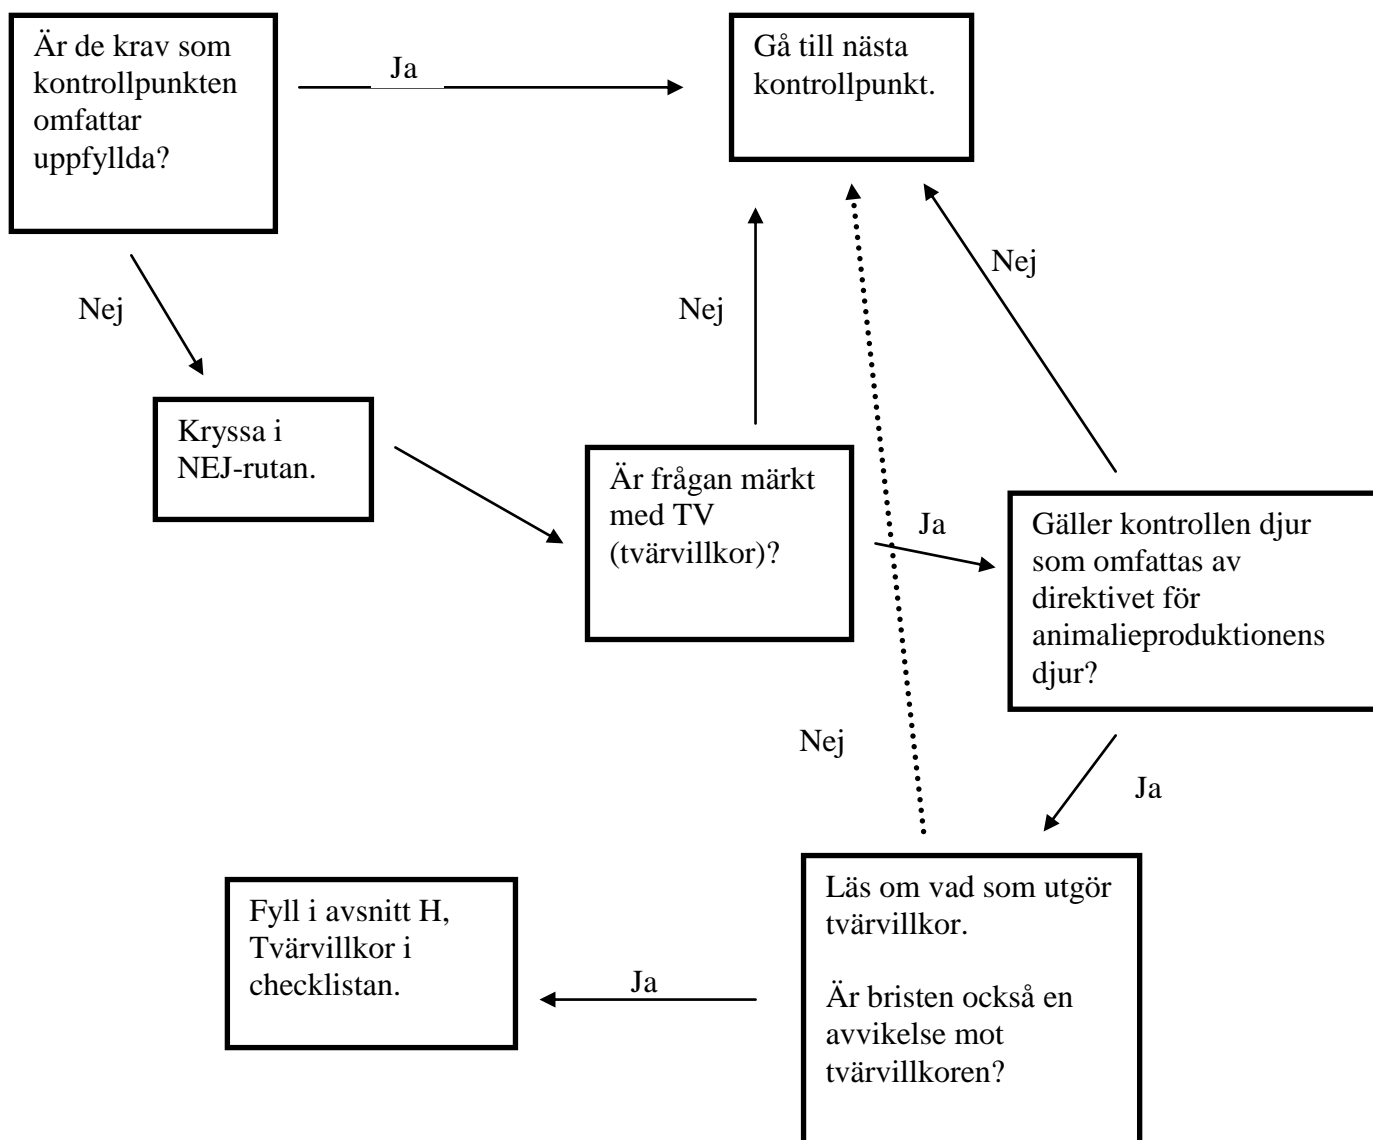 Är de krav som
kontrollpunkten
omfattar
uppfyllda?
Ja
Gå till nästa
kontrollpunkt.
Nej
Nej
Nej
Kryssa i
NEJ-rutan.
Är frågan märkt
med TV
(tvärvillkor)?
Ja
Gäller kontrollen djur
som omfattas av
direktivet för
animalieproduktionens
djur?
Nej
Ja
Läs om vad som utgör
tvärvillkor.
Är bristen också en
avvikelse mot
tvärvillkoren?
Ja
Fyll i avsnitt H,
Tvärvillkor i
checklistan.